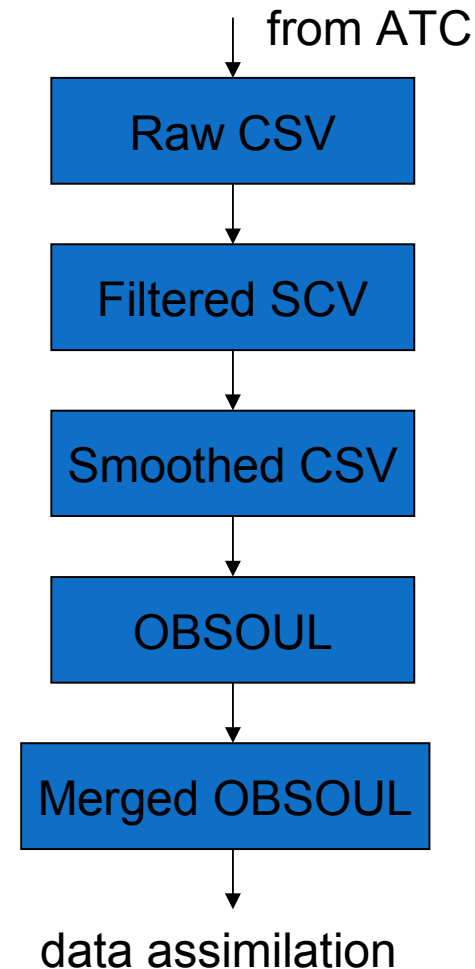 from ATC
Raw CSV
Filtered SCV
Smoothed CSV
OBSOUL
Merged OBSOUL
data assimilation